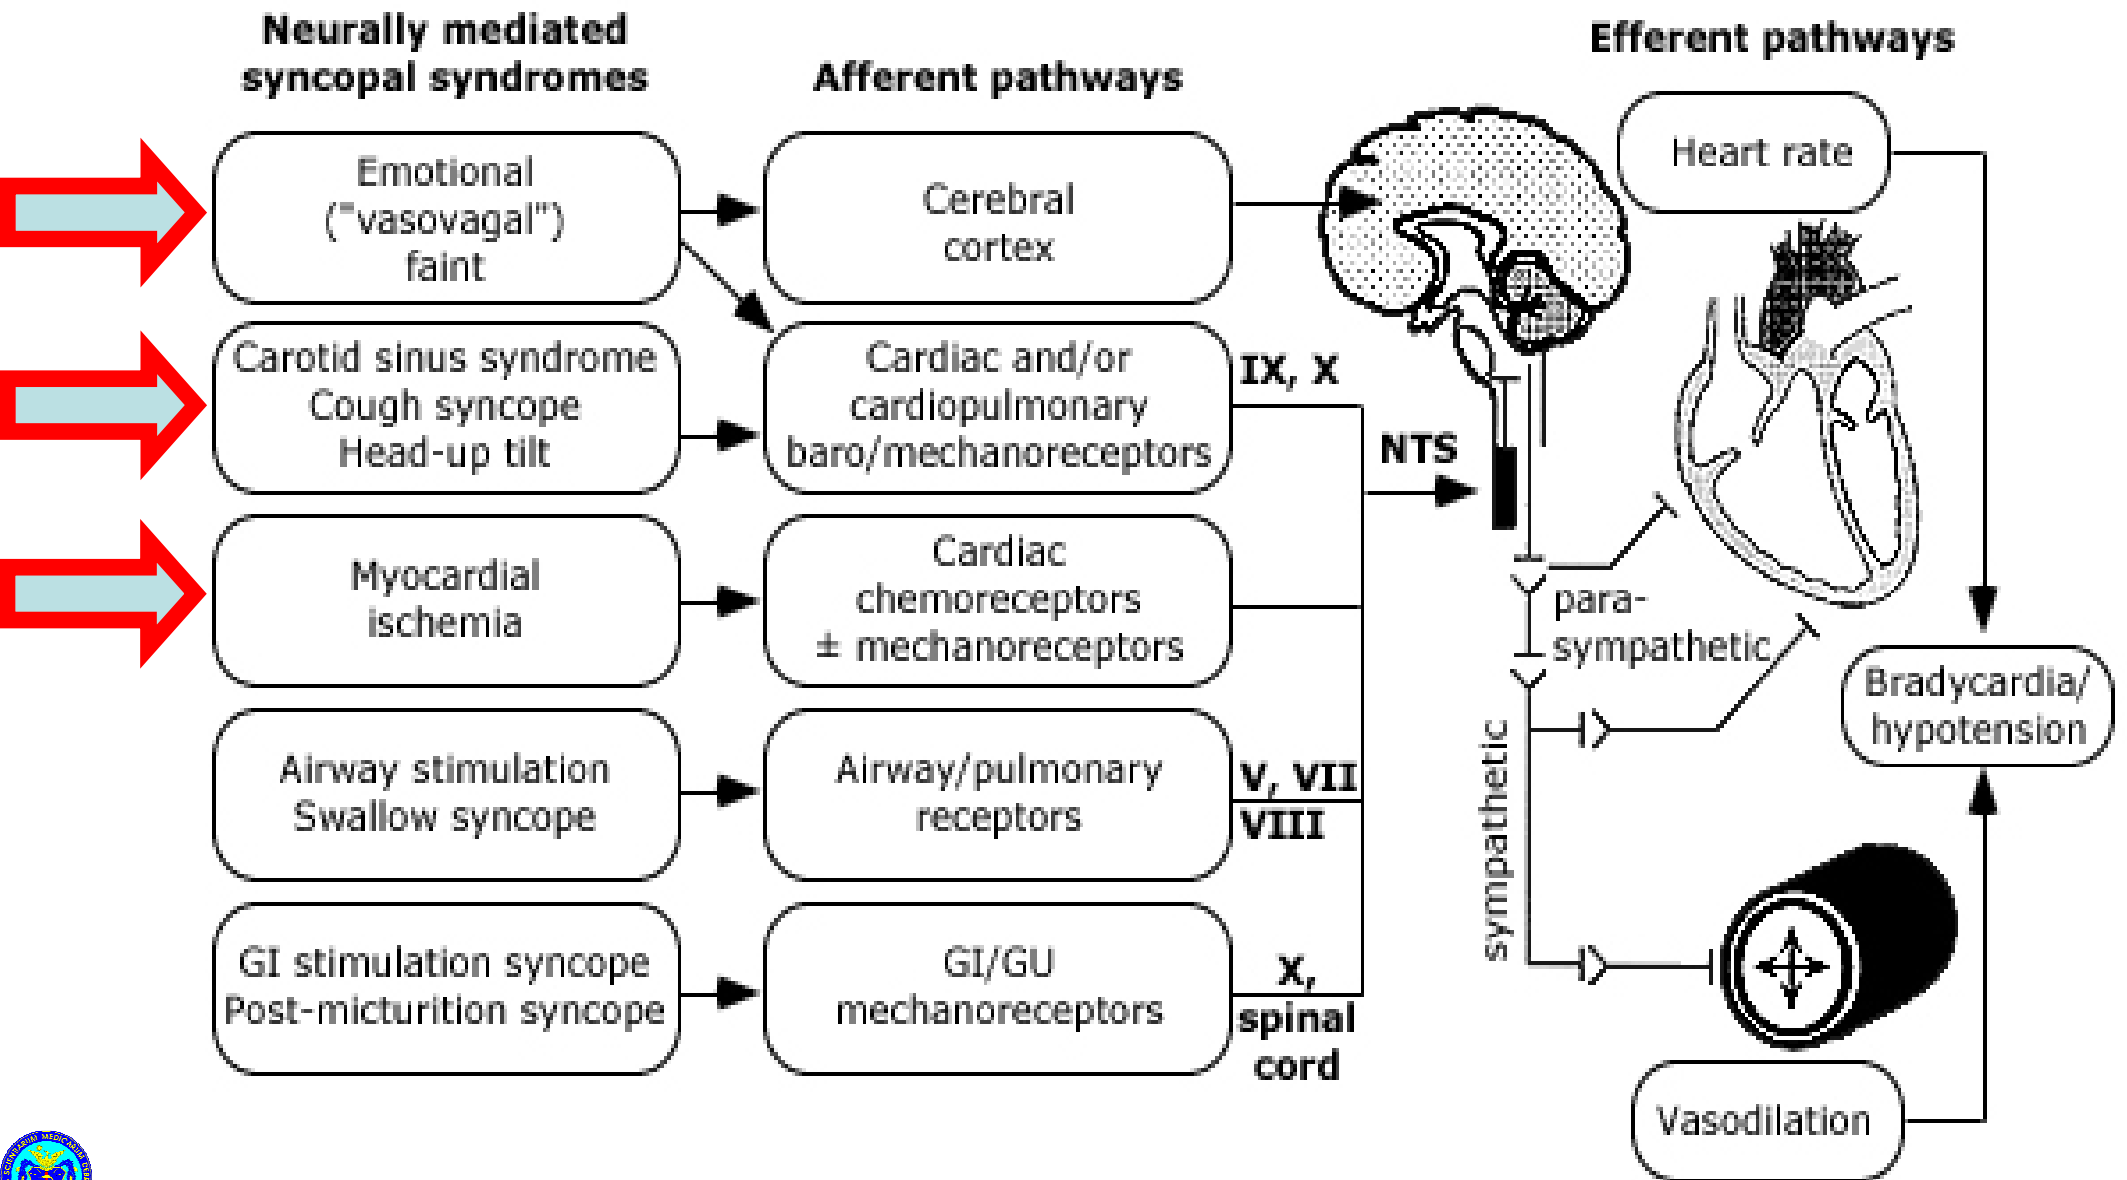 Neurally mediated
syncopal syndromes
Afferent pathways
Efferent pathways
Emotional
("vasovagal")
faint
Cerebral
cortex
Heart rate
Carotid sinus syndrome
Cough syncope
Head-up tilt
Cardiac and/or
cardiopulmonary
baro/mechanoreceptors
IX, X
NTS
Myocardial
ischemia
Cardiac
chemoreceptors
± mechanoreceptors
para-
sympathetic
Bradycardia/
hypotension
Airway stimulation
Swallow syncope
Airway/pulmonary
receptors
V, VII
VIII
sympathetic
GI stimulation syncope
Post-micturition syncope
GI/GU
mechanoreceptors
X,
spinal
cord
Vasodilation